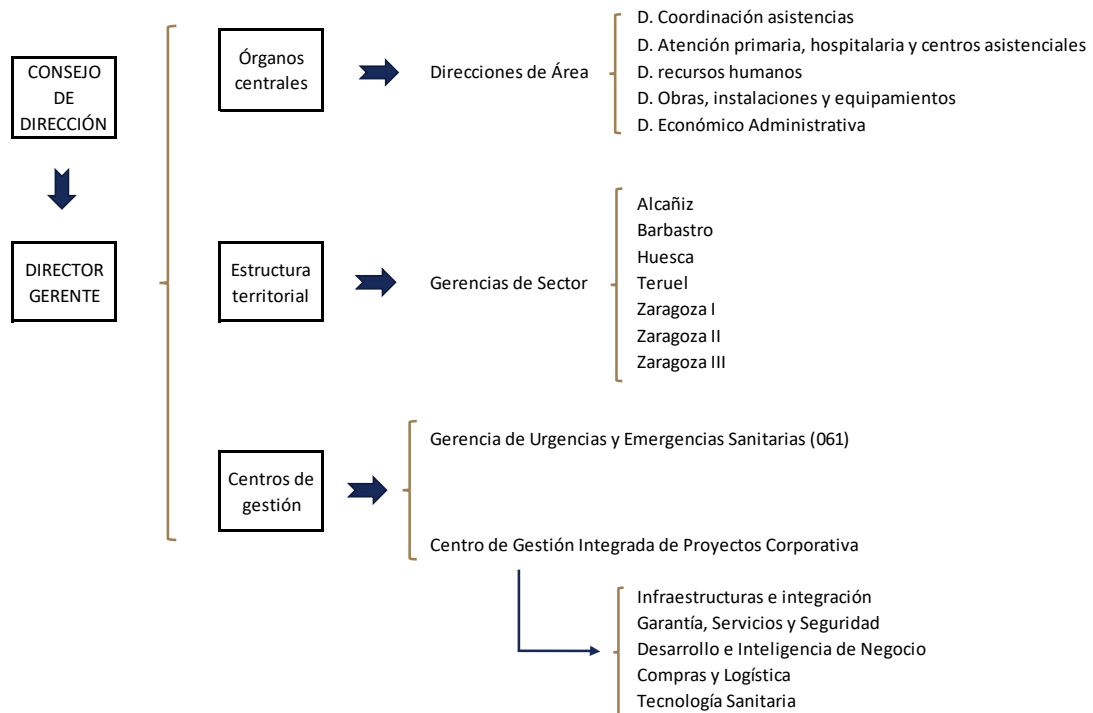 CONSEJO
DE
DIRECCIÓN
DIRECTOR
GERENTE
Órganos
centrales
Direcciones de Área
D. Coordinación asistencias
D. Atención primaria, hospitalaria y centros asistenciales
D. recursos humanos
D. Obras, instalaciones y equipamientos
D. Económico Administrativa
Estructura
territorial
Gerencias de Sector
Alcañiz
Barbastro
Huesca
Teruel
Zaragoza I
Zaragoza II
Zaragoza III
Centros de
gestión
Gerencia de Urgencias y Emergencias Sanitarias (061)
Centro de Gestión Integrada de Proyectos Corporativa
Infraestructuras e integración
Garantía, Servicios y Seguridad
Desarrollo e Inteligencia de Negocio
Compras y Logística
Tecnología Sanitaria